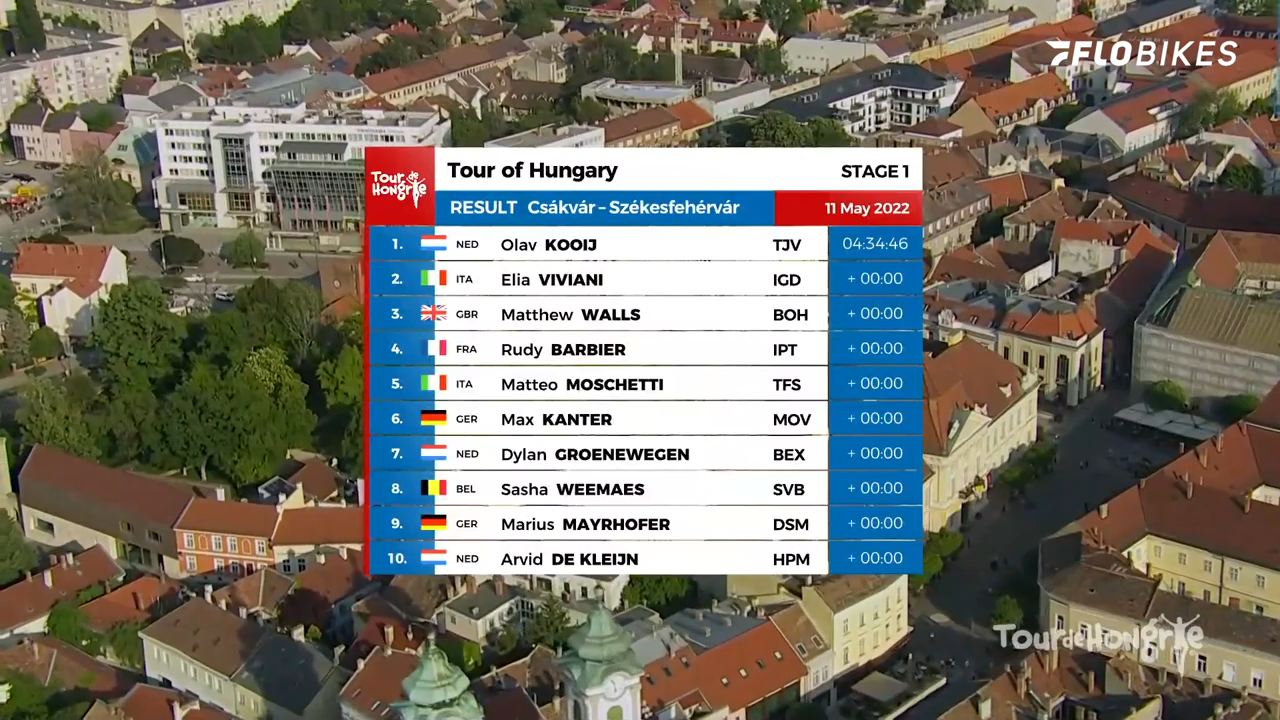 FLOBIKES
Tour de Hongrie
Tour of Hungary STAGE 1
RESULT Csákvár – Székesfehérvár 11 May 2022
1. NED Olav KOOIJ TJV 04:34:46
2. ITA Elia VIVIANI IGD + 00:00
3. GBR Matthew WALLS BOH + 00:00
4. FRA Rudy BARBIER IPT + 00:00
5. ITA Matteo MOSCHETTI TFS + 00:00
6. GER Max KANTER MOV + 00:00
7. NED Dylan GROENEWEGEN BEX + 00:00
8. BEL Sasha WEEMAES SVB + 00:00
9. GER Marius MAYRHOFER DSM + 00:00
10. NED Arvid DE KLEIJN HPM + 00:00
Tour de Hongrie